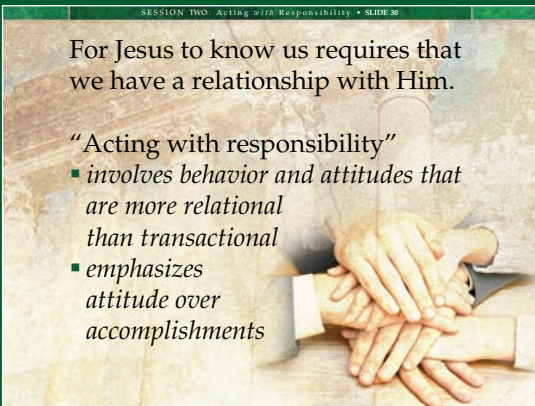 SESSION TWO: Acting with Responsibility • SLIDE 30
For Jesus to know us requires that
we have a relationship with Him.
“Acting with responsibility”
▪ involves behavior and attitudes that
are more relational
than transactional
▪ emphasizes
attitude over
accomplishments